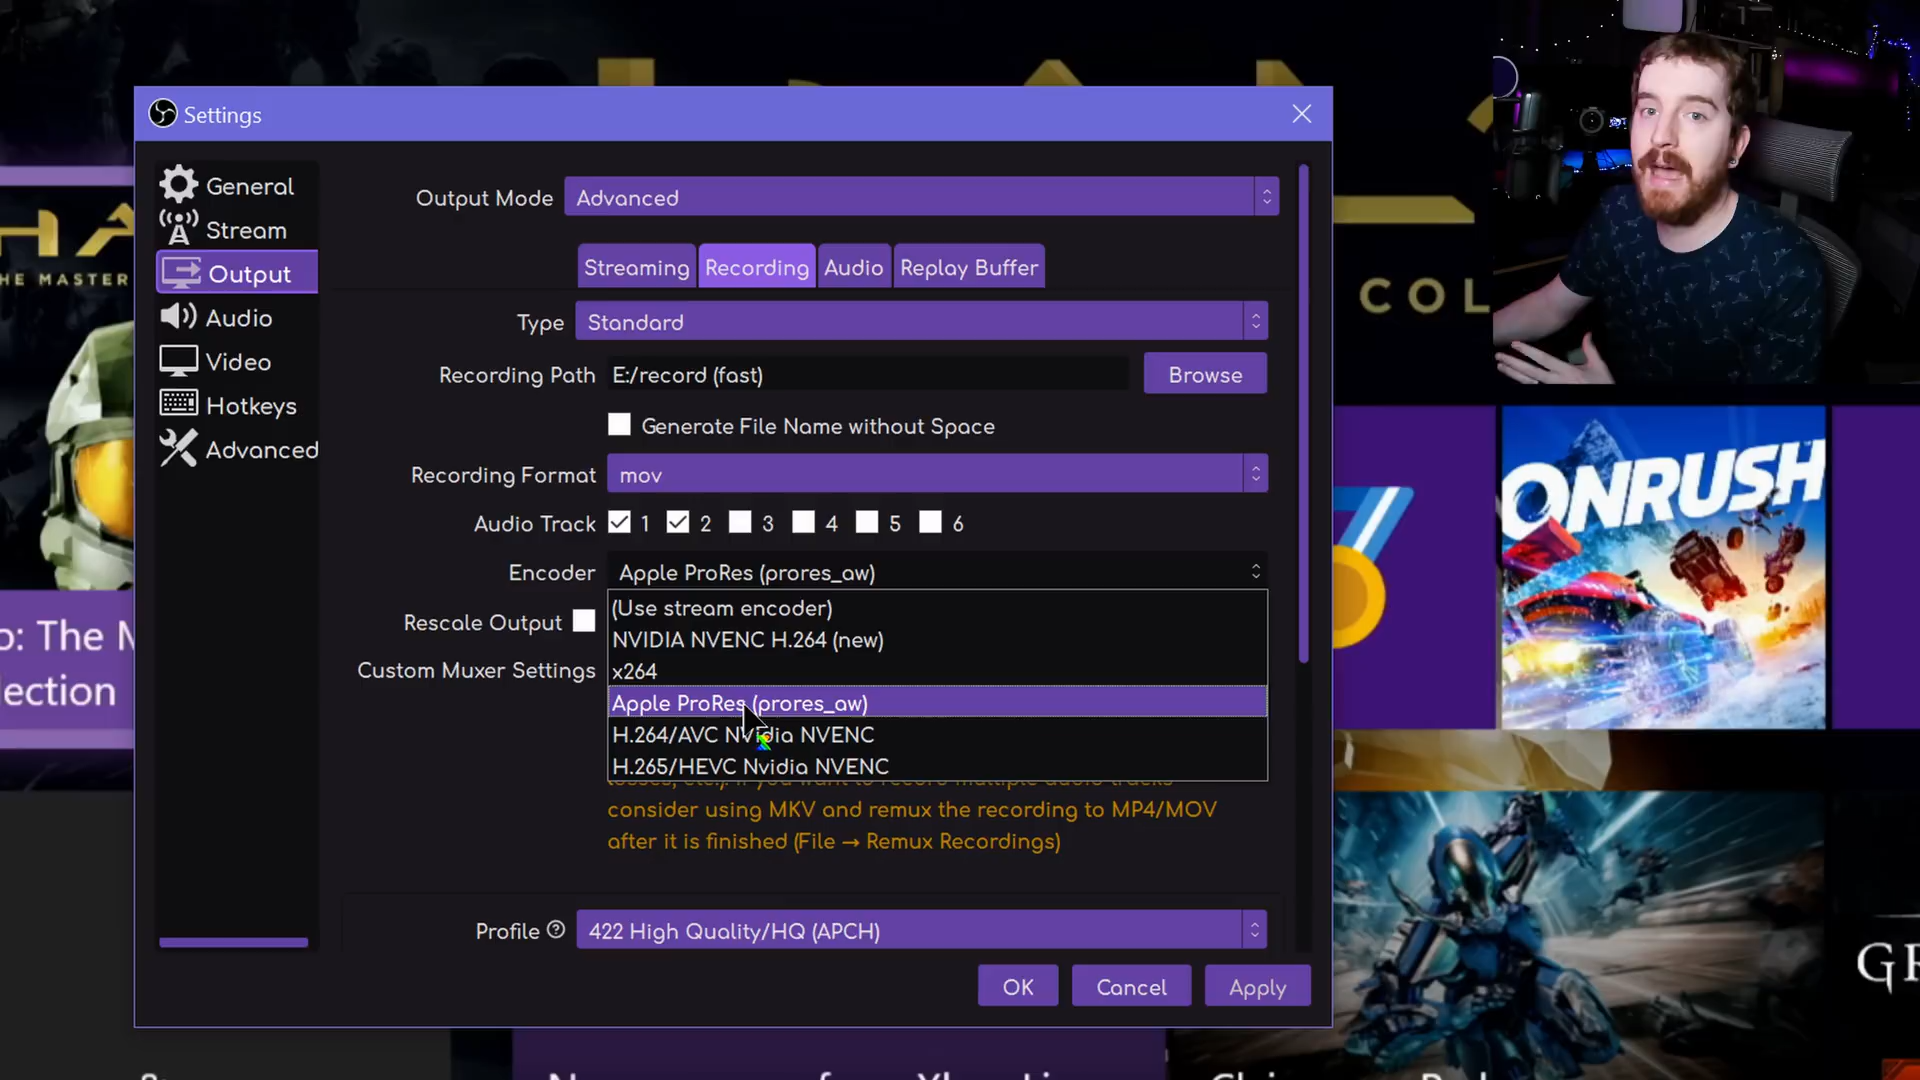 Settings
General
Stream
Output
Audio
Video
Hotkeys
Advanced
Output Mode Advanced
Streaming Recording Audio Replay Buffer
Type Standard
Recording Path E:/record (fast) Browse
Generate File Name without Space
Recording Format mov
Audio Track 1 2 3 4 5 6
Encoder Apple ProRes (prores_aw)
(Use stream encoder)
NVIDIA NVENC H.264 (new)
x264
Apple ProRes (prores_aw)
H.264/AVC Nvidia NVENC
H.265/HEVC Nvidia NVENC
Rescale Output
Custom Muxer Settings
consider using MKV and remux the recording to MP4/MOV
after it is finished (File → Remux Recordings)
Profile 422 High Quality/HQ (APCH)
OK Cancel Apply
HA
HE MASTER
COL
o: The M
lection
ONRUSH
GR